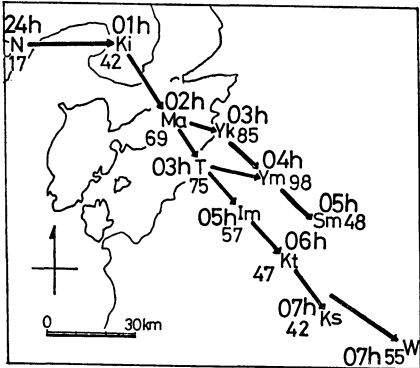 24h
N
17
01h
Ki
42
02h
Ma
69
03h
Yk 85
03h T
75
04h
Ym 98
05h
Sm 48
05h Im
57
06h
Kt
47
07h
Ks
42
07h 55 W
0 30km